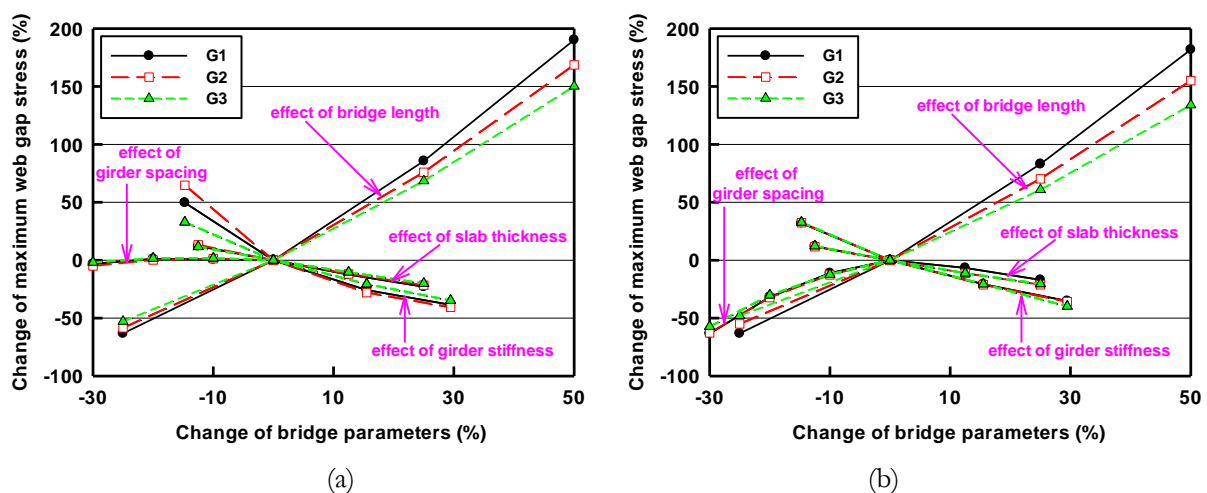 Change of maximum web gap stress (%)
200
150
100
50
0
-50
-100
G1
G2
G3
effect of bridge length
effect of
girder spacing
effect of slab thickness
effect of girder stiffness
-30
-10
10
30
50
Change of bridge parameters (%)
(a)
Change of maximum web gap stress (%)
200
150
100
50
0
-50
-100
G1
G2
G3
effect of bridge length
effect of
girder spacing
effect of slab thickness
effect of girder stiffness
-30
-10
10
30
50
Change of bridge parameters (%)
(b)